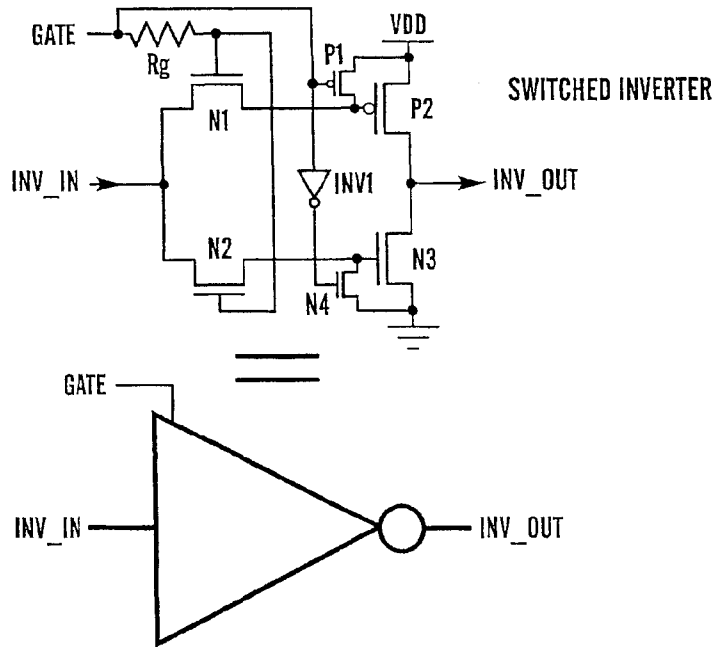 GATE
Rg
P1
VDD
SWITCHED INVERTER
N1
P2
INV_IN
INV1
INV_OUT
N2
N3
N4
GATE
INV_IN
INV_OUT